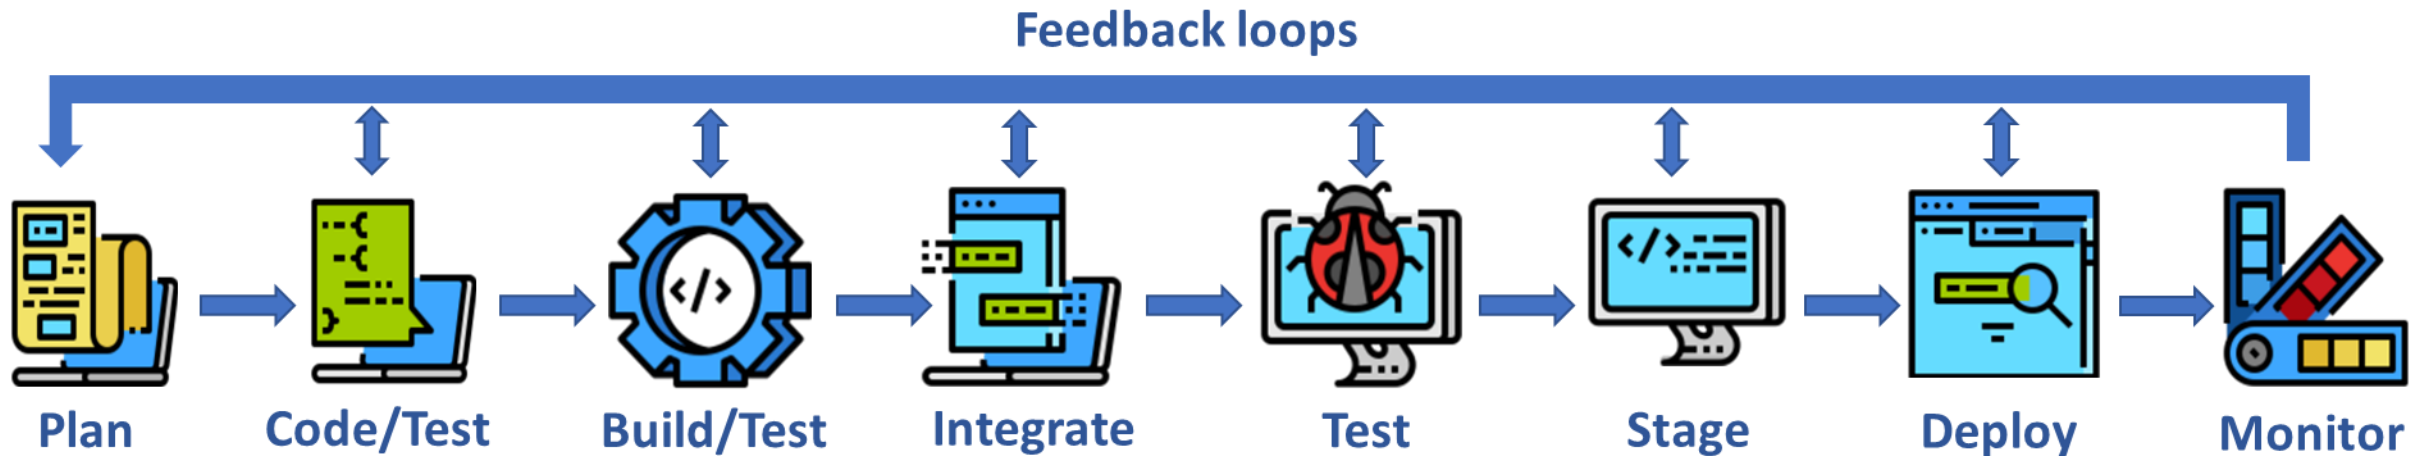 Feedback loops
Plan
Code/Test
Build/Test
Integrate
Test
Stage
Deploy
Monitor